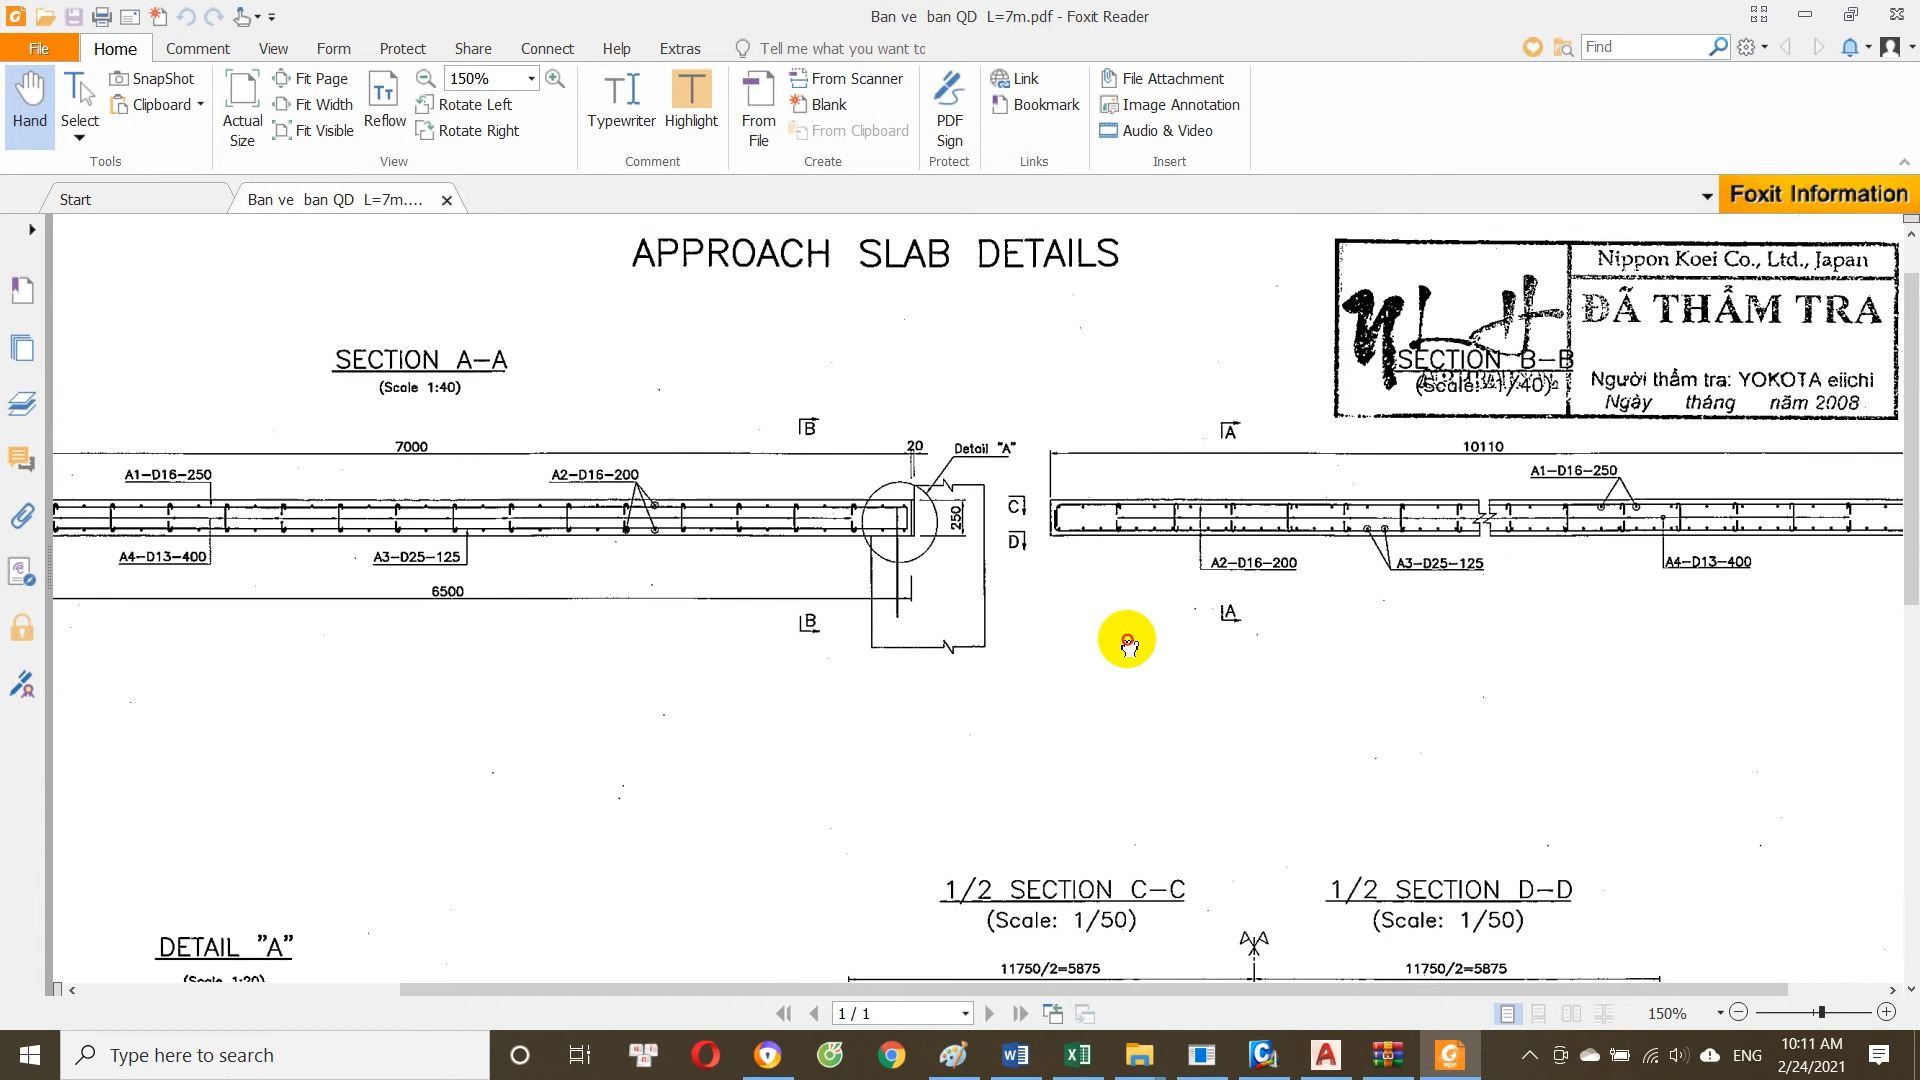 Ban ve ban QD L=7m.pdf - Foxit Reader
File Home Comment View Form Protect Share Connect Help Extras Tell me what you want to Find
Hand
Select
SnapShot
Clipboard
Tools
Actual Size
Fit Page
Fit Width
Fit Visible
Reflow
150%
Rotate Left
Rotate Right
View
Typewriter
Highlight
Comment
From File
From Scanner
Blank
From Clipboard
Create
PDF Sign
Protect
Link
Bookmark
Links
File Attachment
Image Annotation
Audio & Video
Insert
Start
Ban ve ban QD L=7m....
Foxit Information
APPROACH SLAB DETAILS
Nippon Koei Co., Ltd., Japan
ĐÃ THẨM TRA
Người thẩm tra: YOKOTA eiichi
Ngày tháng năm 2008
SECTION A-A
(Scale 1:40)
SECTION B-B
(Scale: 1/40)
B
A
7000
20
Detail "A"
10110
A1-D16-250
A2-D16-200
A1-D16-250
250
C
D
A4-D13-400
A3-D25-125
A2-D16-200
A3-D25-125
A4-D13-400
6500
B
A
1/2 SECTION C-C
(Scale: 1/50)
1/2 SECTION D-D
(Scale: 1/50)
DETAIL "A"
(Scale 1:20)
11750/2=5875
11750/2=5875
1 / 1
150%
Type here to search
ENG
10:11 AM
2/24/2021